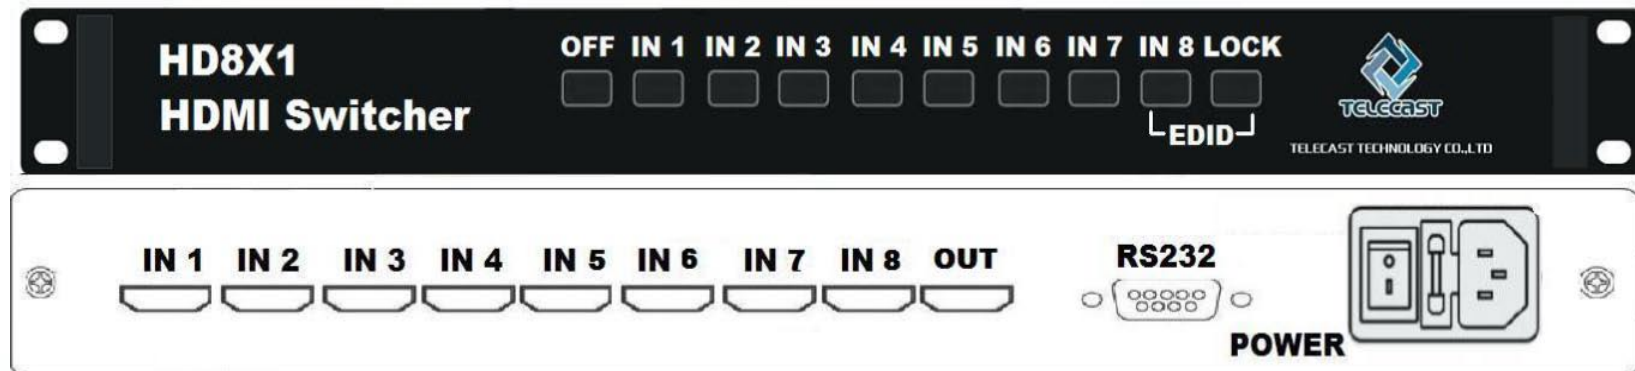 HD8X1
HDMI Switcher
OFF IN 1 IN 2 IN 3 IN 4 IN 5 IN 6 IN 7 IN 8 LOCK
EDID
TELECAST
TELECAST TECHNOLOGY CO.,LTD
IN 1 IN 2 IN 3 IN 4 IN 5 IN 6 IN 7 IN 8 OUT
RS232
POWER